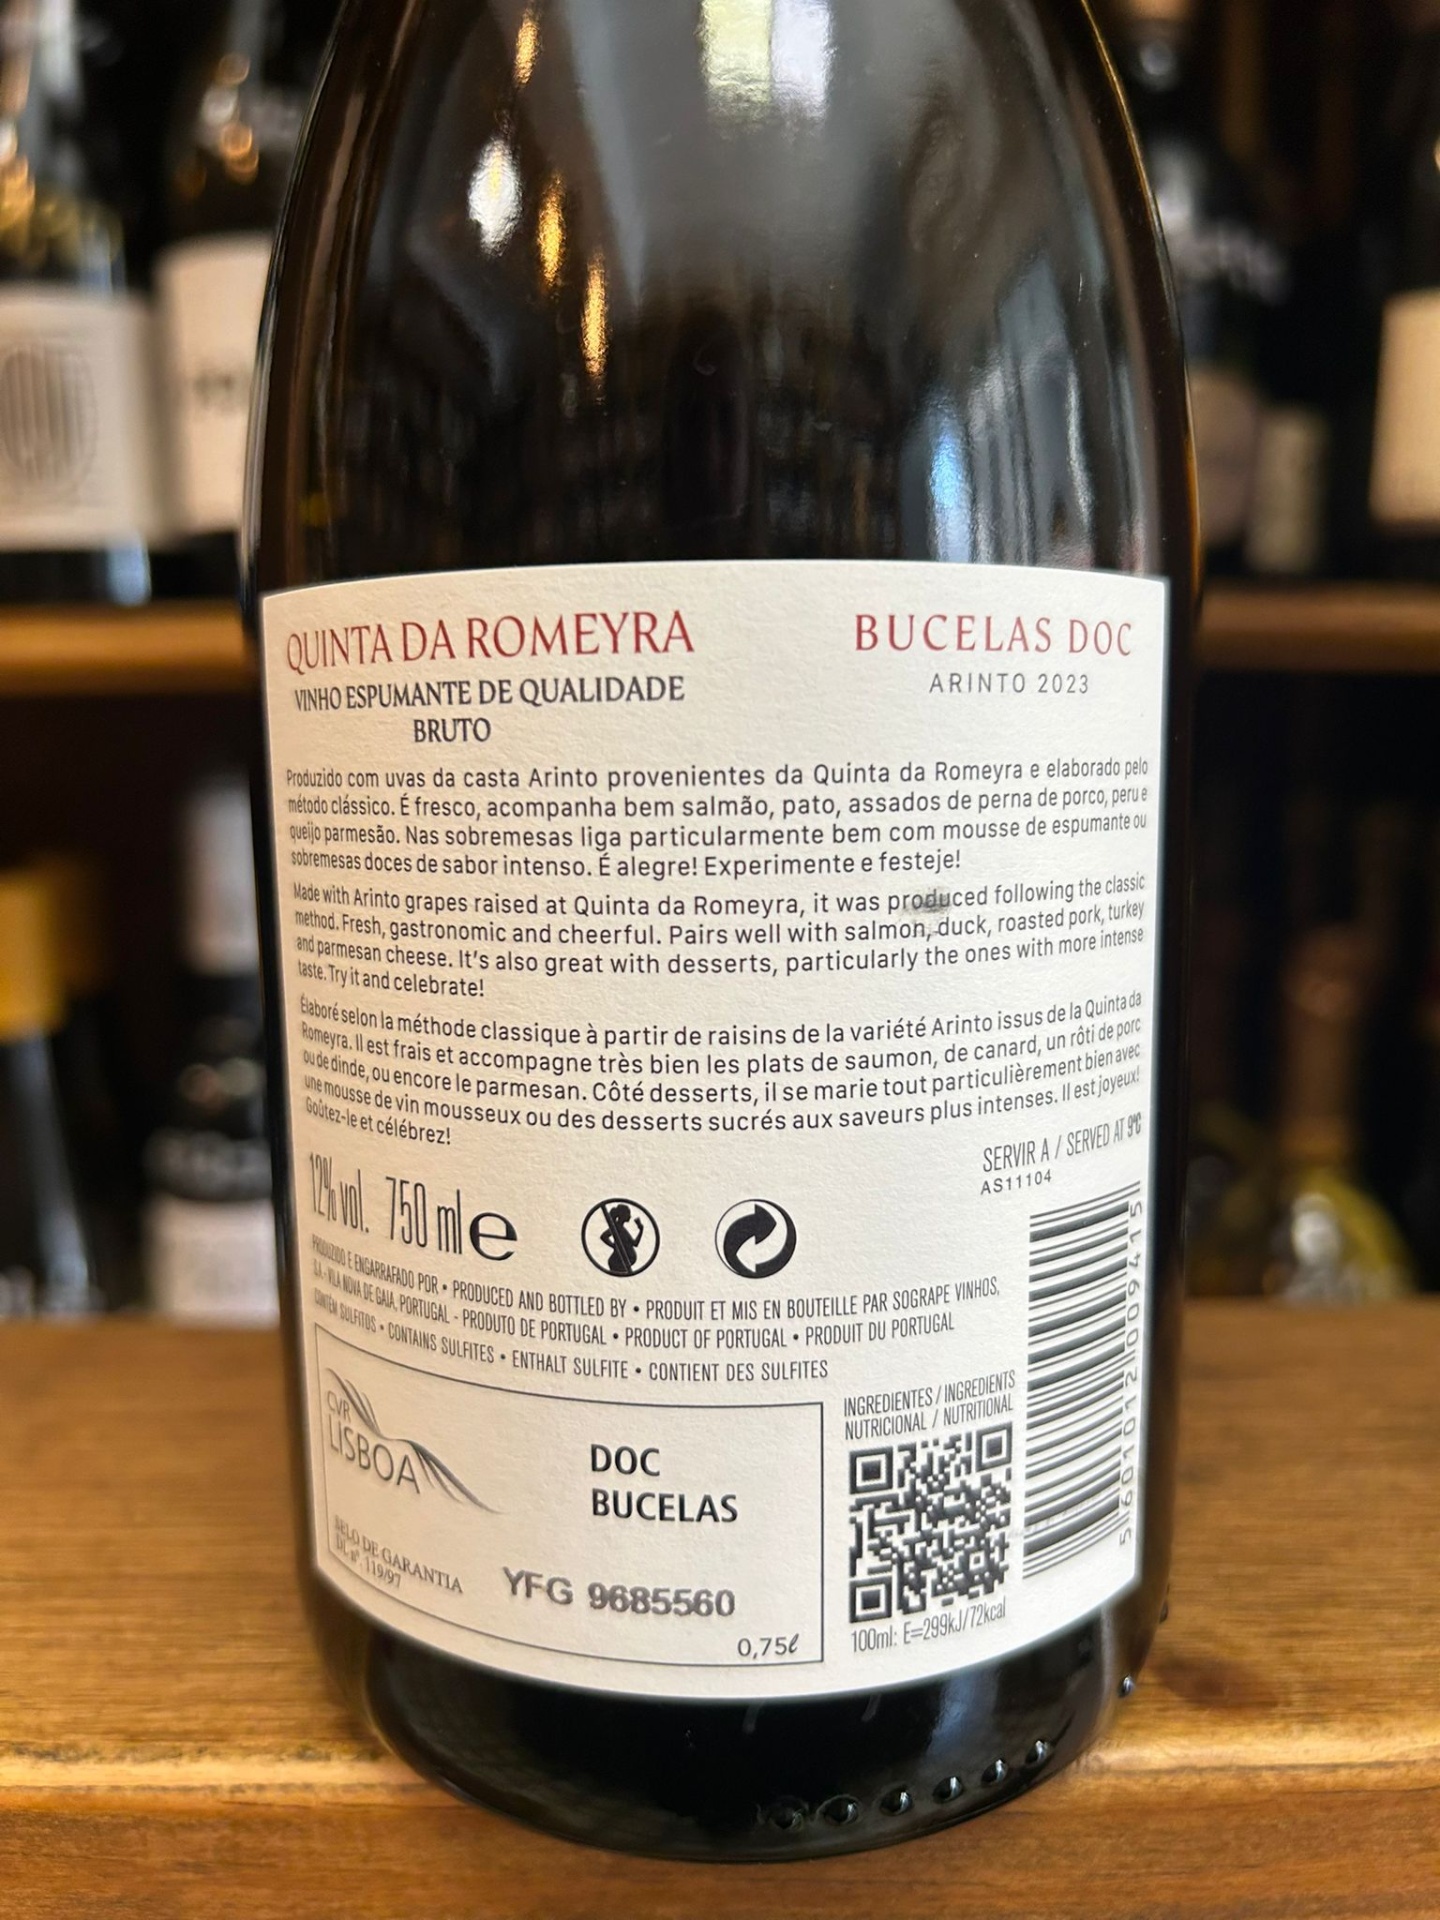 QUINTA DA ROMEYRA
VINHO ESPUMANTE DE QUALIDADE
BRUTO
BUCELAS DOC
ARINTO 2023
Produzido com uvas da casta Arinto provenientes da Quinta da Romeyra e elaborado pelo
método clássico. É fresco, acompanha bem salmão, pato, assados de perna de porco, peru e
queijo parmesão. Nas sobremesas liga particularmente bem com mousse de espumante ou
sobremesas doces de sabor intenso. É alegre! Experimente e festeje!
Made with Arinto grapes raised at Quinta da Romeyra, it was produced following the classic
method. Fresh, gastronomic and cheerful. Pairs well with salmon, duck, roasted pork, turkey
and parmesan cheese. It's also great with desserts, particularly the ones with more intense
taste. Try it and celebrate!
Élaboré selon la méthode classique à partir de raisins de la variété Arinto issus de la Quinta da
Romeyra. Il est frais et accompagne très bien les plats de saumon, de canard, un rôti de porc
ou de dinde, ou encore le parmesan. Côté desserts, il se marie tout particulièrement bien avec
une mousse de vin mousseux ou des desserts sucrés aux saveurs plus intenses. Il est joyeux!
Goûtez-le et célébrez!
SERVIR A / SERVED AT 9ºC
AS11104
12% vol. 750 ml e
PRODUZIDO E ENGARRAFADO POR • PRODUCED AND BOTTLED BY • PRODUIT ET MIS EN BOUTEILLE PAR SOGRAPE VINHOS,
S.A. - VILA NOVA DE GAIA, PORTUGAL - PRODUTO DE PORTUGAL • PRODUCT OF PORTUGAL • PRODUIT DU PORTUGAL
CONTÉM SULFITOS • CONTAINS SULFITES • ENTHALT SULFITE • CONTIENT DES SULFITES
CVR
LISBOA
DOC
BUCELAS
SELO DE GARANTIA
DL nº. 119/97
YFG 9685560
0,75ℓ
INGREDIENTES / INGREDIENTS
NUTRICIONAL / NUTRITIONAL
100ml: E=299kJ/72kcal
5 601012 009415